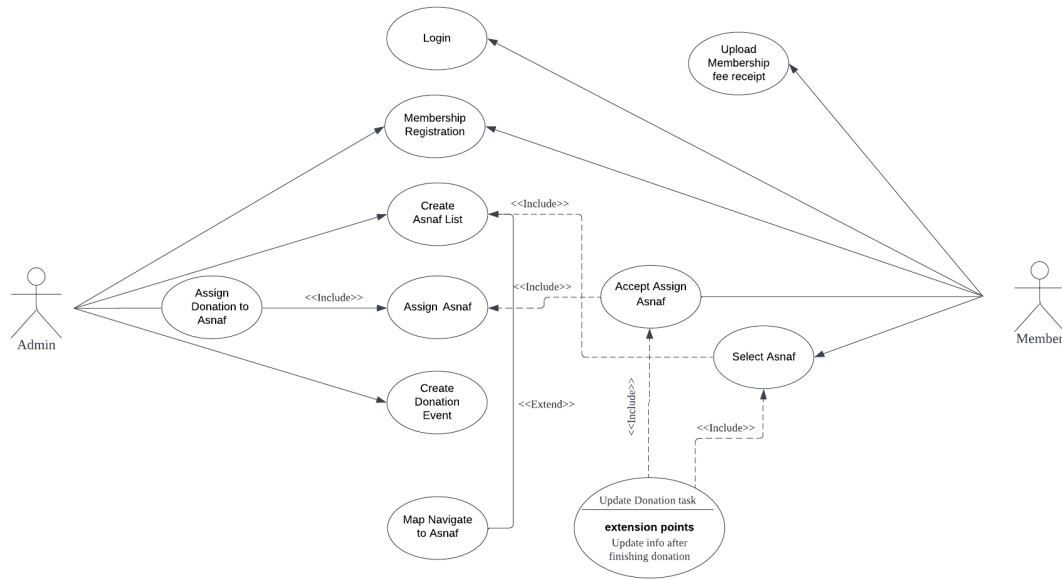 Login
Upload
Membership
fee receipt
Membership
Registration
Create
Asnaf List
<<Include>>
Assign
Donation to
Asnaf
<<Include>>
Assign Asnaf
<<Include>>
Accept Assign
Asnaf
Admin
Member
Select Asnaf
Create
Donation
Event
<<Extend>>
<<Include>>
<<Include>>
Map Navigate
to Asnaf
Update Donation task
extension points
Update info after
finishing donation